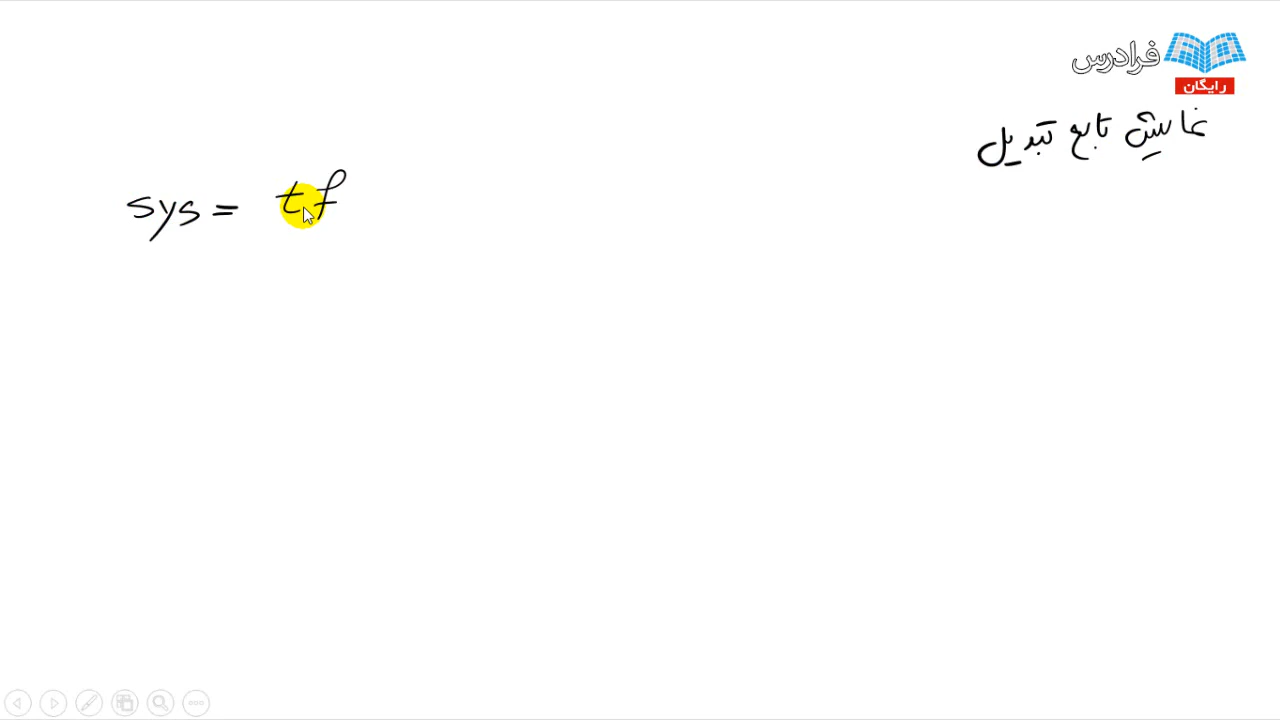 فرادرس
رایگان
نمایش تابع تبدیل
sys = tf